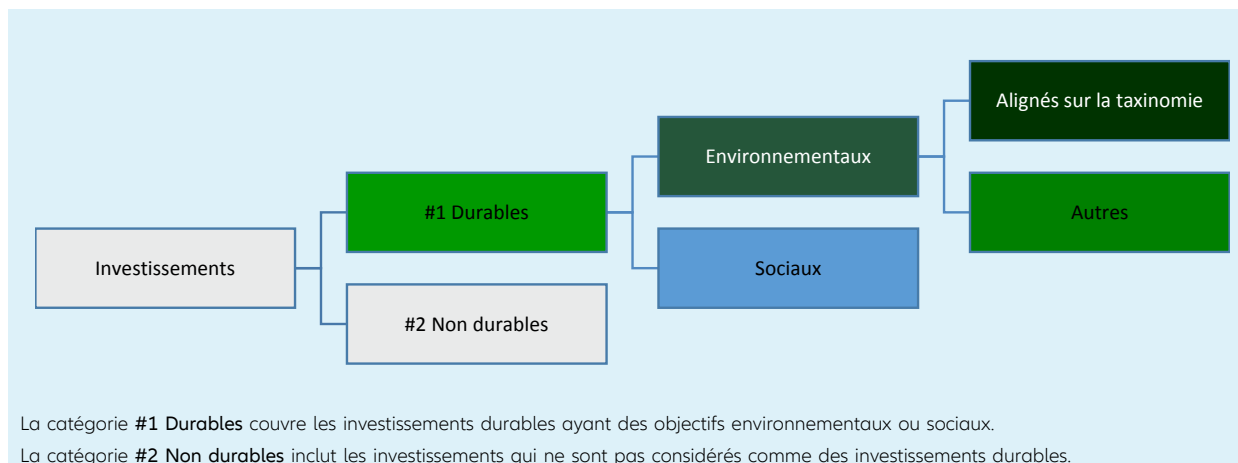 Alignés sur la taxinomie
Environnementaux
#1 Durables
Autres
Investissements
Sociaux
#2 Non durables
La catégorie #1 Durables couvre les investissements durables ayant des objectifs environnementaux ou sociaux.
La catégorie #2 Non durables inclut les investissements qui ne sont pas considérés comme des investissements durables.